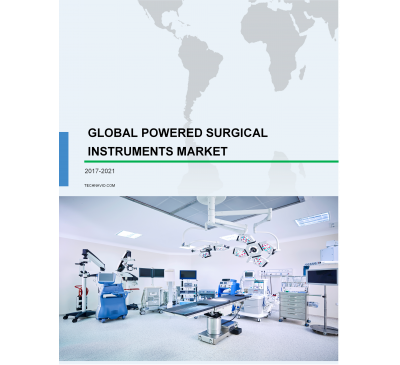 GLOBAL POWERED SURGICAL
INSTRUMENTS MARKET
2017-2021
TECHNAVIO.COM